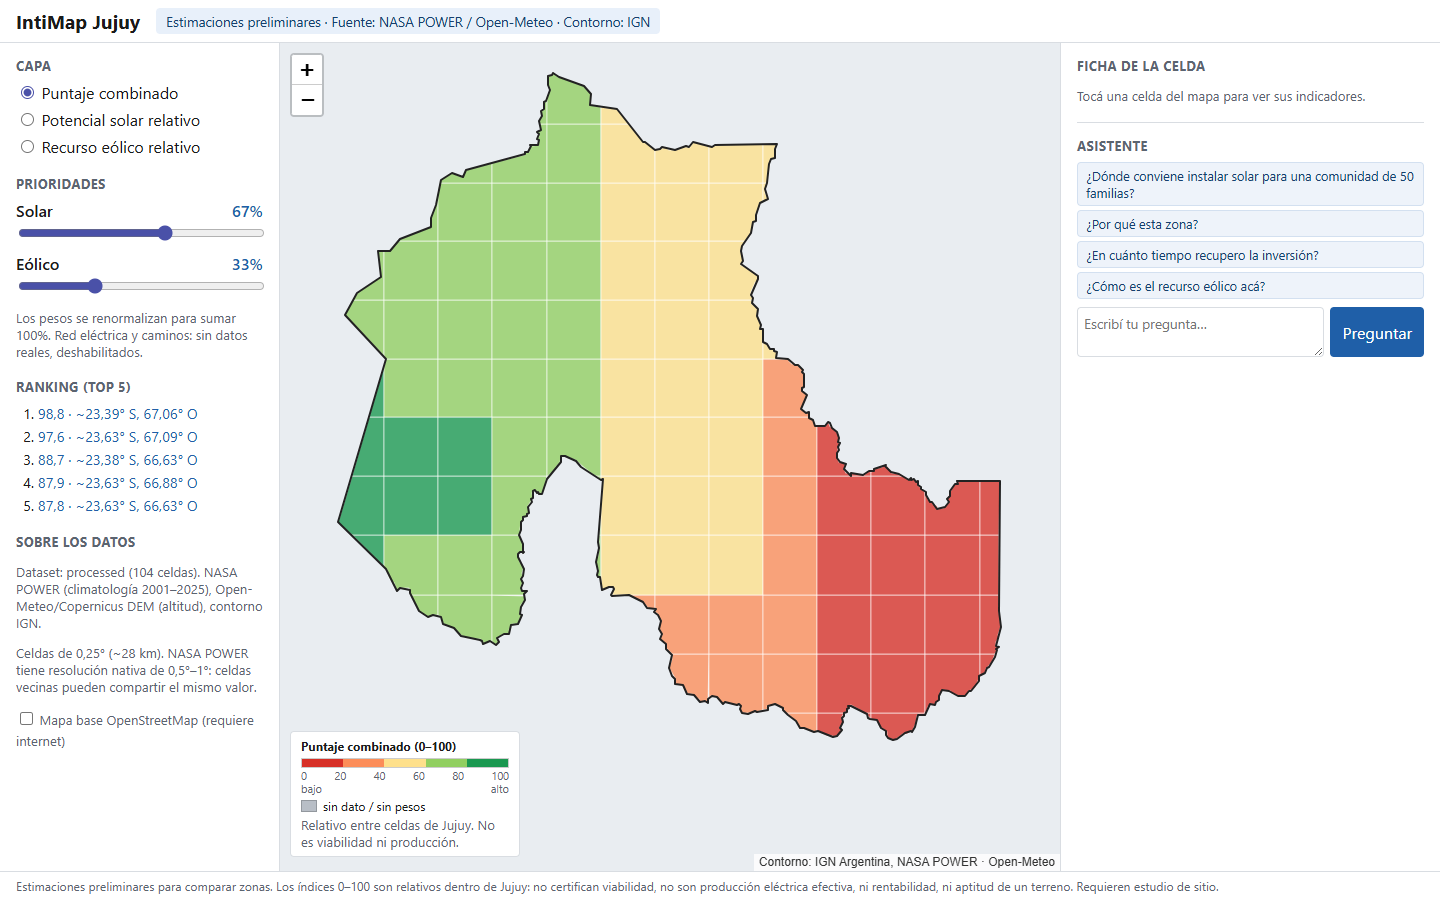 IntiMap Jujuy
Estimaciones preliminares · Fuente: NASA POWER / Open-Meteo · Contorno: IGN
CAPA
Puntaje combinado
Potencial solar relativo
Recurso eólico relativo
PRIORIDADES
Solar 67%
Eólico 33%
Los pesos se renormalizan para sumar
100%. Red eléctrica y caminos: sin datos
reales, deshabilitados.
RANKING (TOP 5)
1. 98,8 · ~23,39° S, 67,06° O
2. 97,6 · ~23,63° S, 67,09° O
3. 88,7 · ~23,38° S, 66,63° O
4. 87,9 · ~23,63° S, 66,88° O
5. 87,8 · ~23,63° S, 66,63° O
SOBRE LOS DATOS
Dataset: processed (104 celdas). NASA
POWER (climatología 2001–2025), Open-
Meteo/Copernicus DEM (altitud), contorno
IGN.
Celdas de 0,25° (~28 km). NASA POWER
tiene resolución nativa de 0,5°–1°: celdas
vecinas pueden compartir el mismo valor.
Mapa base OpenStreetMap (requiere
internet)
+
−
Puntaje combinado (0–100)
0 20 40 60 80 100
bajo alto
sin dato / sin pesos
Relativo entre celdas de Jujuy. No
es viabilidad ni producción.
Contorno: IGN Argentina, NASA POWER · Open-Meteo
FICHA DE LA CELDA
Tocá una celda del mapa para ver sus indicadores.
ASISTENTE
¿Dónde conviene instalar solar para una comunidad de 50
familias?
¿Por qué esta zona?
¿En cuánto tiempo recupero la inversión?
¿Cómo es el recurso eólico acá?
Escribí tu pregunta...
Preguntar
Estimaciones preliminares para comparar zonas. Los índices 0–100 son relativos dentro de Jujuy: no certifican viabilidad, no son producción eléctrica efectiva, ni rentabilidad, ni aptitud de un terreno. Requieren estudio de sitio.